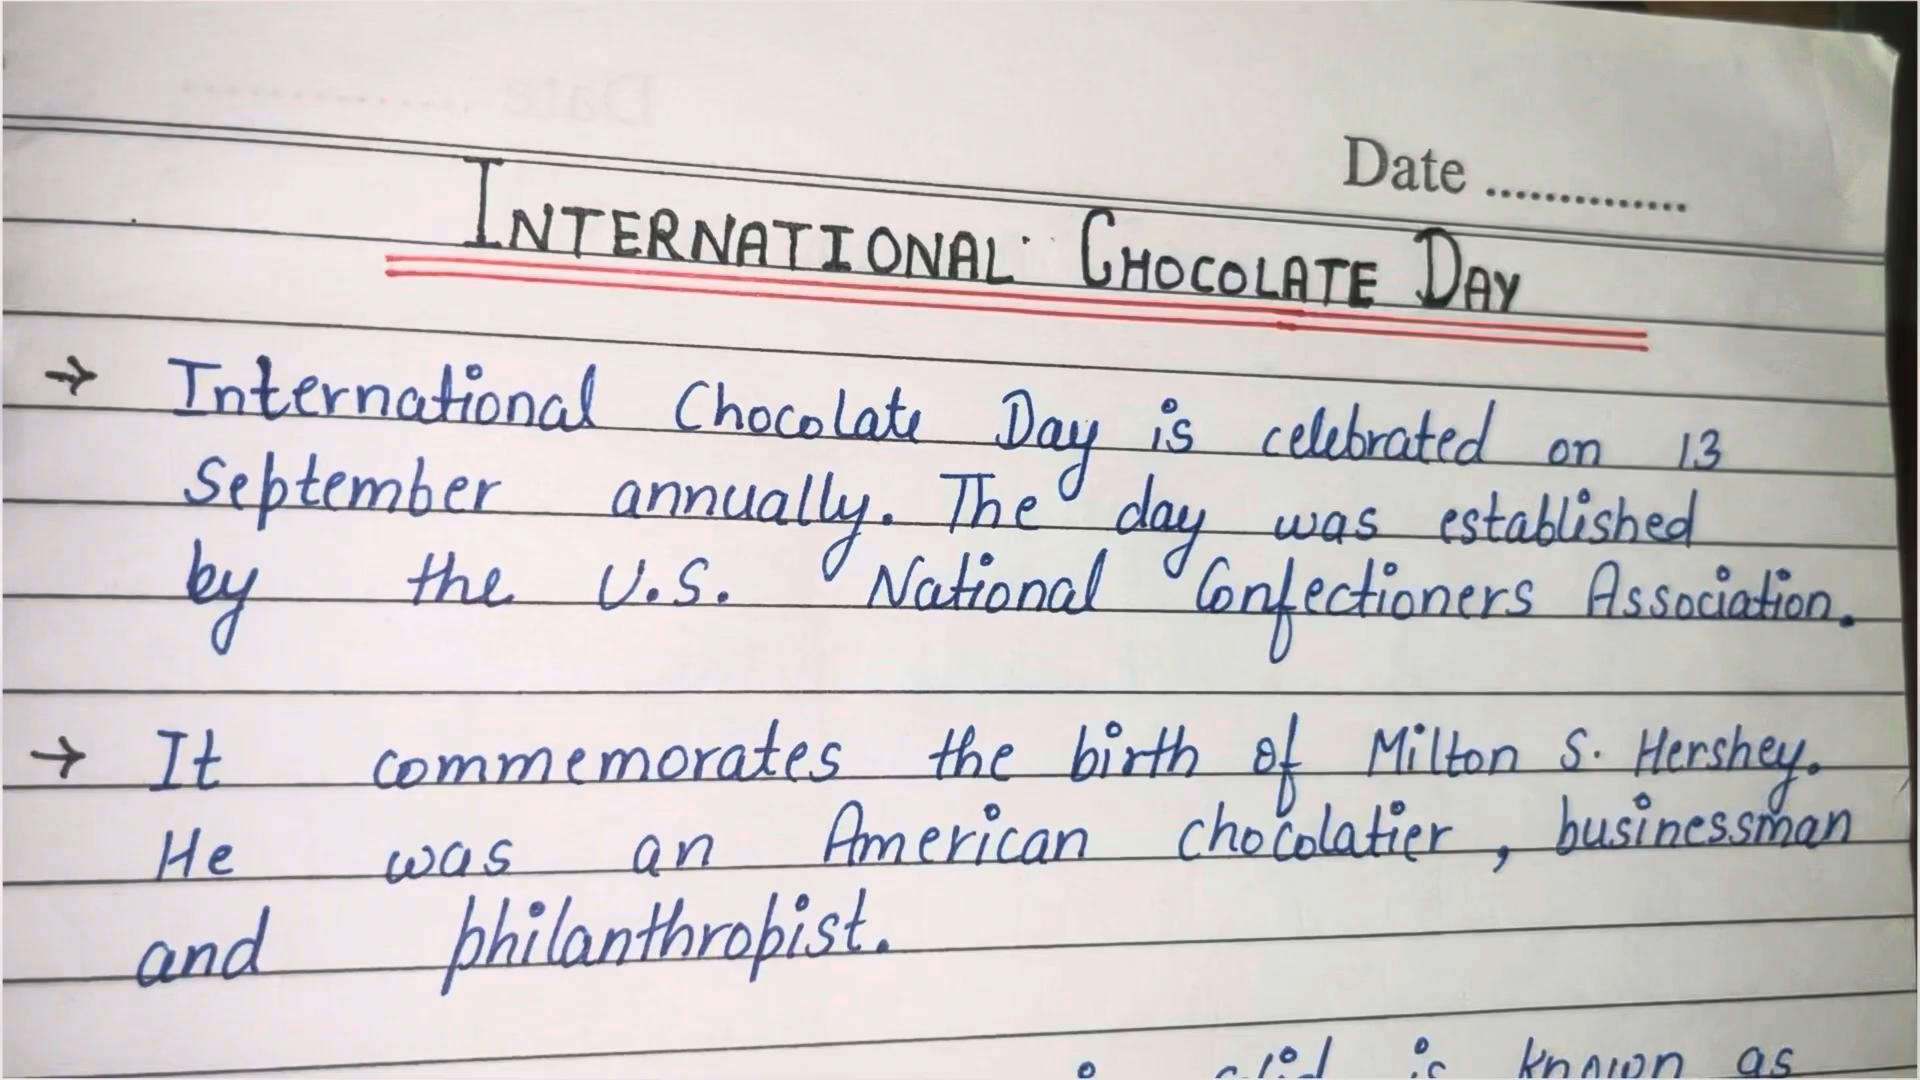 Date ..............
INTERNATIONAL CHOCOLATE DAY
→ International Chocolate Day is celebrated on 13
September annually. The day was established
by the U.S. National Confectioners Association.
→ It commemorates the birth of Milton S. Hershey.
He was an American chocolatier, businessman
and philanthropist.
is known as